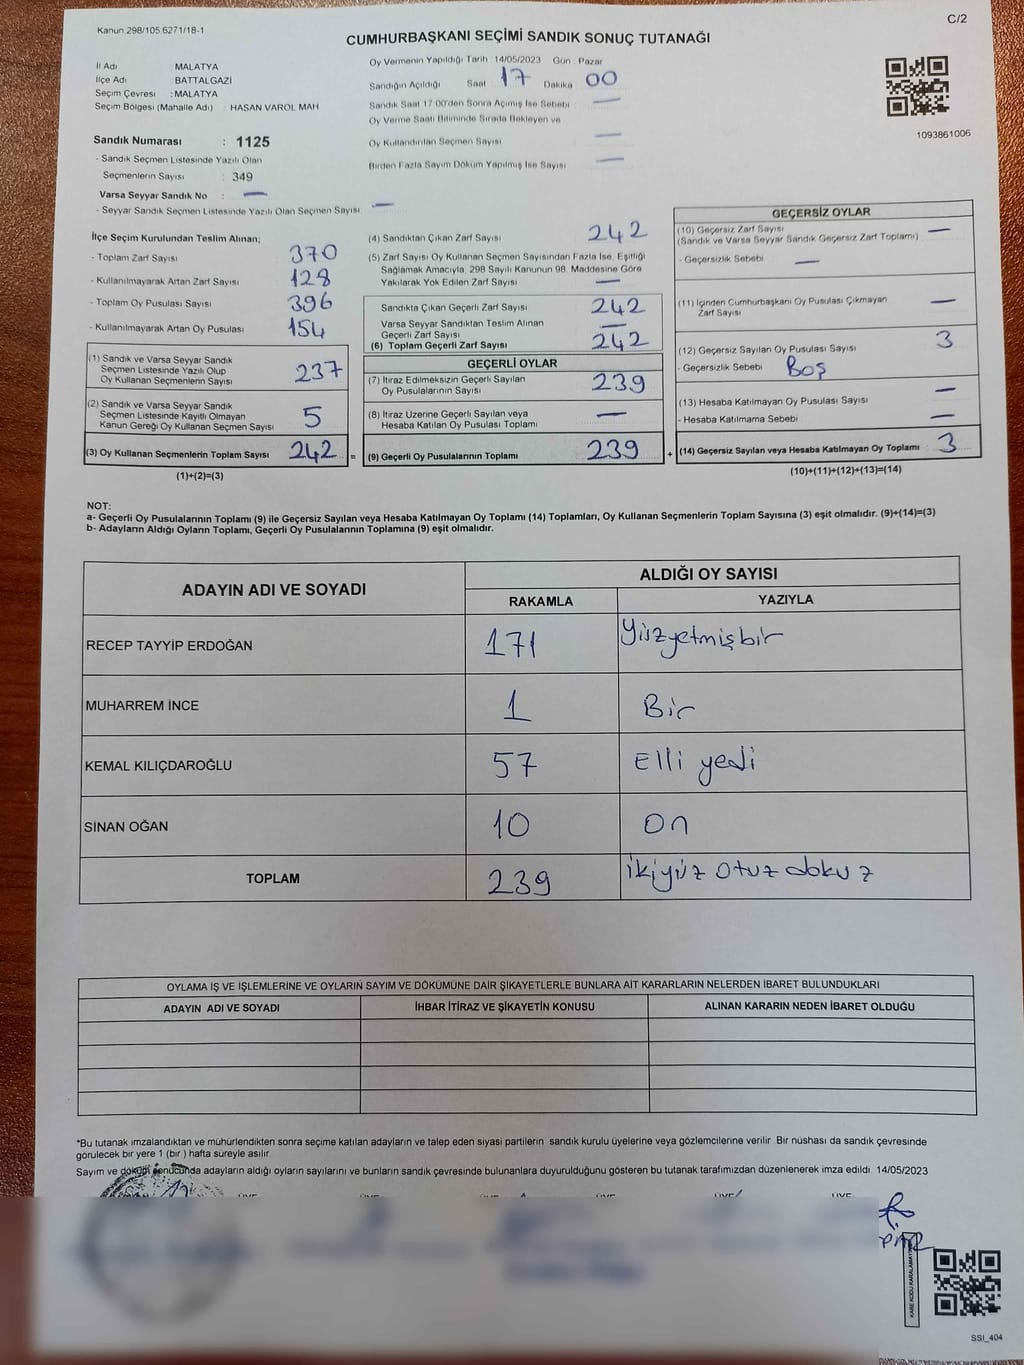 Kanun 298/105 6271/18-1
C/2
CUMHURBAŞKANI SEÇİMİ SANDIK SONUÇ TUTANAĞI
İl Adı MALATYA
İlçe Adı BATTALGAZİ
Seçim Çevresi : MALATYA
Seçim Bölgesi (Mahalle Adı) : HASAN VAROL MAH
Oy Vermenin Yapıldığı Tarih : 14/05/2023 Gün : Pazar
Sandığın Açıldığı Saat 17 Dakika 00
Sandık Saat 17:00'den Sonra Açımış İse Sebebi —
Oy Verme Saati Bitiminde Sırada Bekleyen ve
Oy Kullandırılan Seçmen Sayısı —
Birden Fazla Sayım Döküm Yapılmış İse Sayısı —
1093861006
Sandık Numarası : 1125
- Sandık Seçmen Listesinde Yazılı Olan
Seçmenlerin Sayısı : 349
Varsa Seyyar Sandık No : —
- Seyyar Sandık Seçmen Listesinde Yazılı Olan Seçmen Sayısı —
İlçe Seçim Kurulundan Teslim Alınan;
- Toplam Zarf Sayısı 370
- Kullanılmayarak Artan Zarf Sayısı 128
- Toplam Oy Pusulası Sayısı 396
- Kullanılmayarak Artan Oy Pusulası 154
(1) Sandık ve Varsa Seyyar Sandık
Seçmen Listesinde Yazılı Olup
Oy Kullanan Seçmenlerin Sayısı 237
(2) Sandık ve Varsa Seyyar Sandık
Seçmen Listesinde Kayıtlı Olmayan
Kanun Gereği Oy Kullanan Seçmen Sayısı 5
(3) Oy Kullanan Seçmenlerin Toplam Sayısı 242 =
(1)+(2)=(3)
(4) Sandıktan Çıkan Zarf Sayısı 242
(5) Zarf Sayısı Oy Kullanan Seçmen Sayısından Fazla İse, Eşitliği
Sağlamak Amacıyla, 298 Sayılı Kanunun 98. Maddesine Göre
Yakılarak Yok Edilen Zarf Sayısı —
Sandıkta Çıkan Geçerli Zarf Sayısı 242
Varsa Seyyar Sandıktan Teslim Alınan
Geçerli Zarf Sayısı —
(6) Toplam Geçerli Zarf Sayısı 242
GEÇERLİ OYLAR
(7) İtiraz Edilmeksizin Geçerli Sayılan
Oy Pusulalarının Sayısı 239
(8) İtiraz Üzerine Geçerli Sayılan veya
Hesaba Katılan Oy Pusulası Toplamı —
(9) Geçerli Oy Pusulalarının Toplamı 239 +
GEÇERSİZ OYLAR
(10) Geçersiz Zarf Sayısı —
(Sandık ve Varsa Seyyar Sandık Geçersiz Zarf Toplamı)
- Geçersizlik Sebebi —
(11) İçinden Cumhurbaşkanı Oy Pusulası Çıkmayan
Zarf Sayısı —
(12) Geçersiz Sayılan Oy Pusulası Sayısı 3
- Geçersizlik Sebebi Boş
(13) Hesaba Katılmayan Oy Pusulası Sayısı —
- Hesaba Katılmama Sebebi —
(14) Geçersiz Sayılan veya Hesaba Katılmayan Oy Toplamı 3
(10)+(11)+(12)+(13)=(14)
NOT:
a- Geçerli Oy Pusulalarının Toplamı (9) ile Geçersiz Sayılan veya Hesaba Katılmayan Oy Toplamı (14) Toplamları, Oy Kullanan Seçmenlerin Toplam Sayısına (3) eşit olmalıdır. (9)+(14)=(3)
b- Adayların Aldığı Oyların Toplamı, Geçerli Oy Pusulalarının Toplamına (9) eşit olmalıdır.
ADAYIN ADI VE SOYADI
ALDIĞI OY SAYISI
RAKAMLA YAZIYLA
RECEP TAYYİP ERDOĞAN 171 Yüzyetmişbir
MUHARREM İNCE 1 Bir
KEMAL KILIÇDAROĞLU 57 Elli yedi
SİNAN OĞAN 10 On
TOPLAM 239 ikiyüz otuz dokuz
OYLAMA İŞ VE İŞLEMLERİNE VE OYLARIN SAYIM VE DÖKÜMÜNE DAİR ŞİKAYETLERLE BUNLARA AİT KARARLARIN NELERDEN İBARET BULUNDUKLARI
ADAYIN ADI VE SOYADI İHBAR İTİRAZ VE ŞİKAYETİN KONUSU ALINAN KARARIN NEDEN İBARET OLDUĞU
*Bu tutanak imzalandıktan ve mühürlendikten sonra seçime katılan adayların ve talep eden siyasi partilerin sandık kurulu üyelerine veya gözlemcilerine verilir. Bir nüshası da sandık çevresinde
görülecek bir yere 1 (bir) hafta süreyle asılır.
Sayım ve döküm sonucunda adayların aldığı oyların sayılarını ve bunların sandık çevresinde bulunanlara duyurulduğunu gösteren bu tutanak tarafımızdan düzenlenerek imza edildi. 14/05/2023
SSI_404